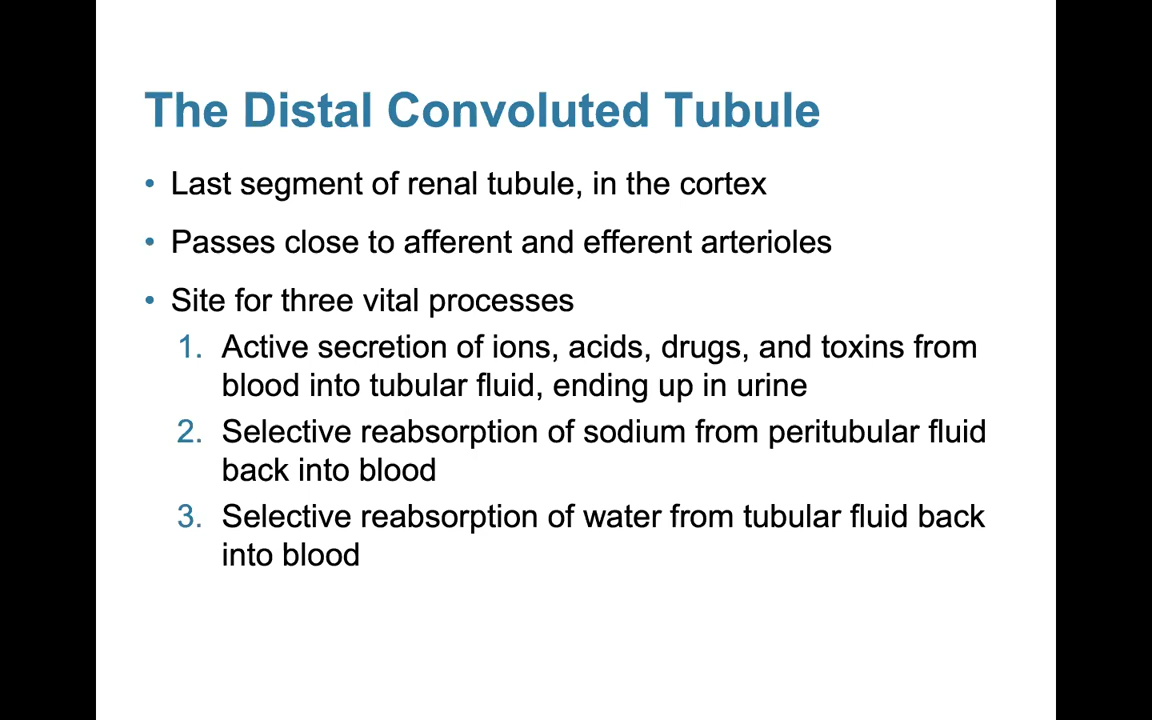 The Distal Convoluted Tubule
• Last segment of renal tubule, in the cortex
• Passes close to afferent and efferent arterioles
• Site for three vital processes
1. Active secretion of ions, acids, drugs, and toxins from
blood into tubular fluid, ending up in urine
2. Selective reabsorption of sodium from peritubular fluid
back into blood
3. Selective reabsorption of water from tubular fluid back
into blood